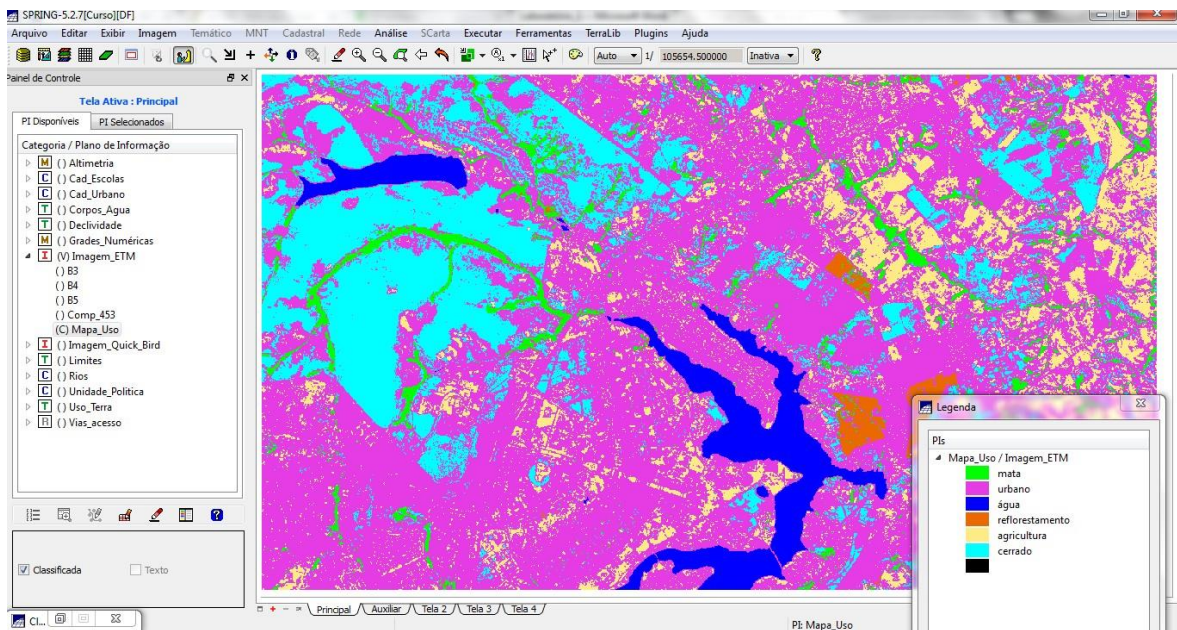 SPRING-5.2.7[Curso][DF]
Arquivo Editar Exibir Imagem Temático MNT Cadastral Rede Análise SCarta Executar Ferramentas TerraLib Plugins Ajuda
Auto 1/ 105654.500000 Inativa
Painel de Controle
Tela Ativa : Principal
PI Disponíveis PI Selecionados
Categoria / Plano de Informação
M ( ) Altimetria
C ( ) Cad_Escolas
C ( ) Cad_Urbano
T ( ) Corpos_Agua
T ( ) Declividade
M ( ) Grades_Numéricas
I (V) Imagem_ETM
( ) B3
( ) B4
( ) B5
( ) Comp_453
(C) Mapa_Uso
I ( ) Imagem_Quick_Bird
T ( ) Limites
C ( ) Rios
C ( ) Unidade_Politica
T ( ) Uso_Terra
R ( ) Vias_acesso
Classificada Texto
Cl...
Principal Auxiliar Tela 2 Tela 3 Tela 4
PI: Mapa_Uso
Legenda
PIs
Mapa_Uso / Imagem_ETM
mata
urbano
água
reflorestamento
agricultura
cerrado